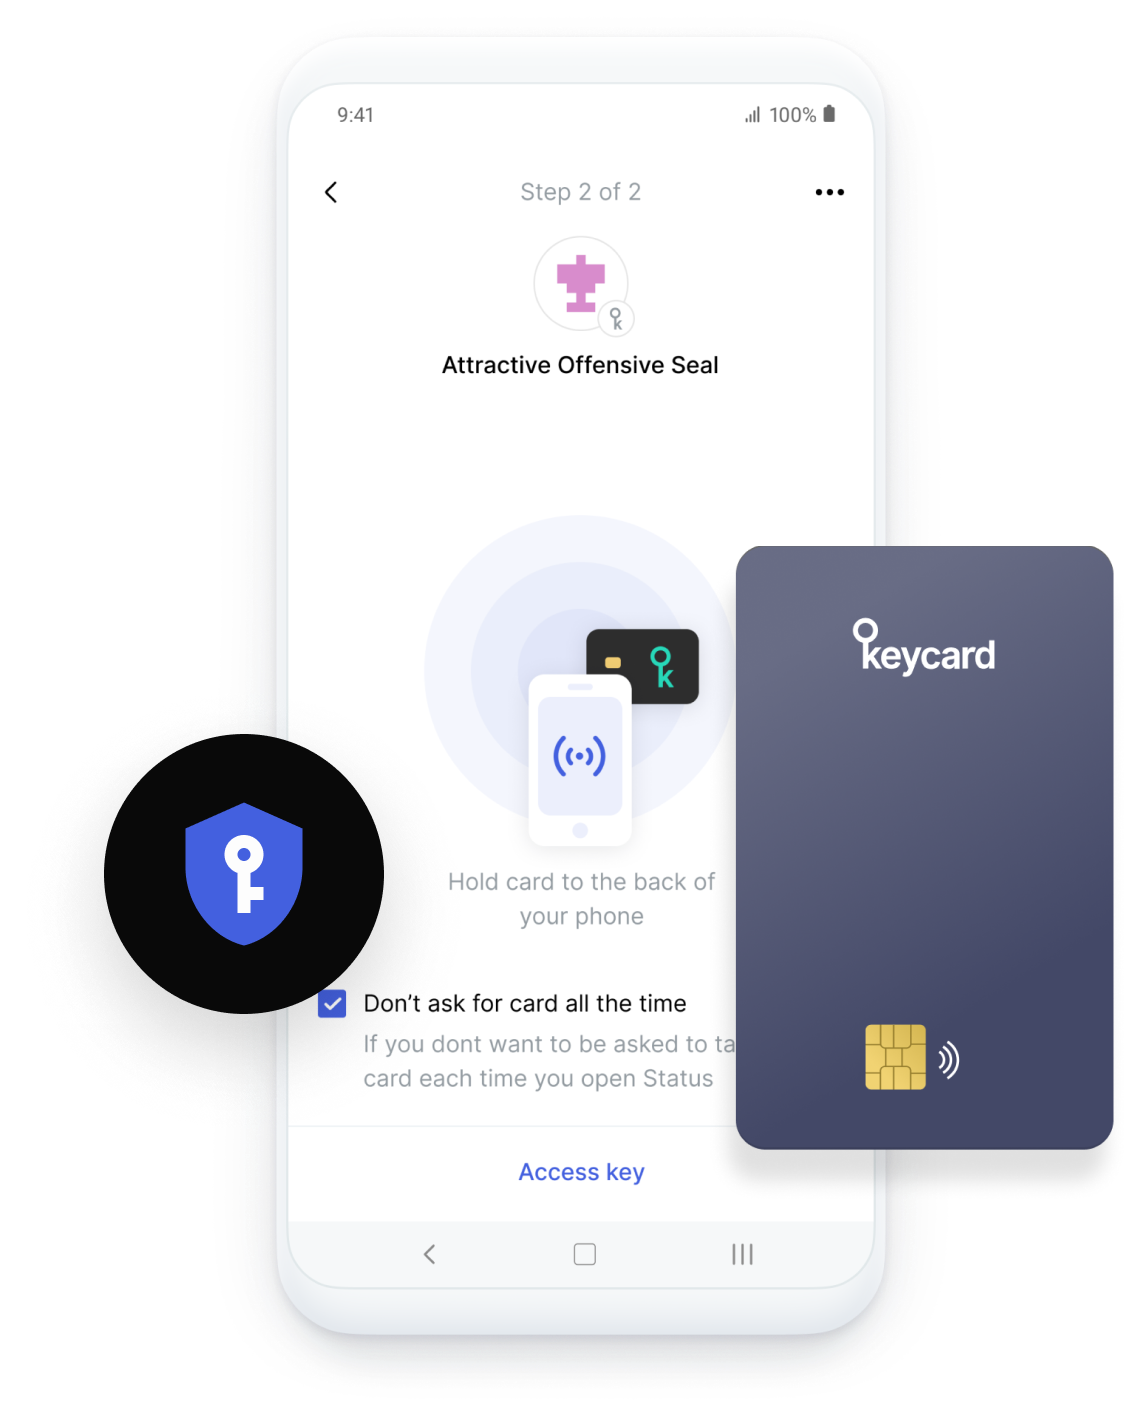 9:41
100%
Step 2 of 2
Attractive Offensive Seal
keycard
k
Hold card to the back of
your phone
Don't ask for card all the time
If you dont want to be asked to
card each time you open Status
Access key